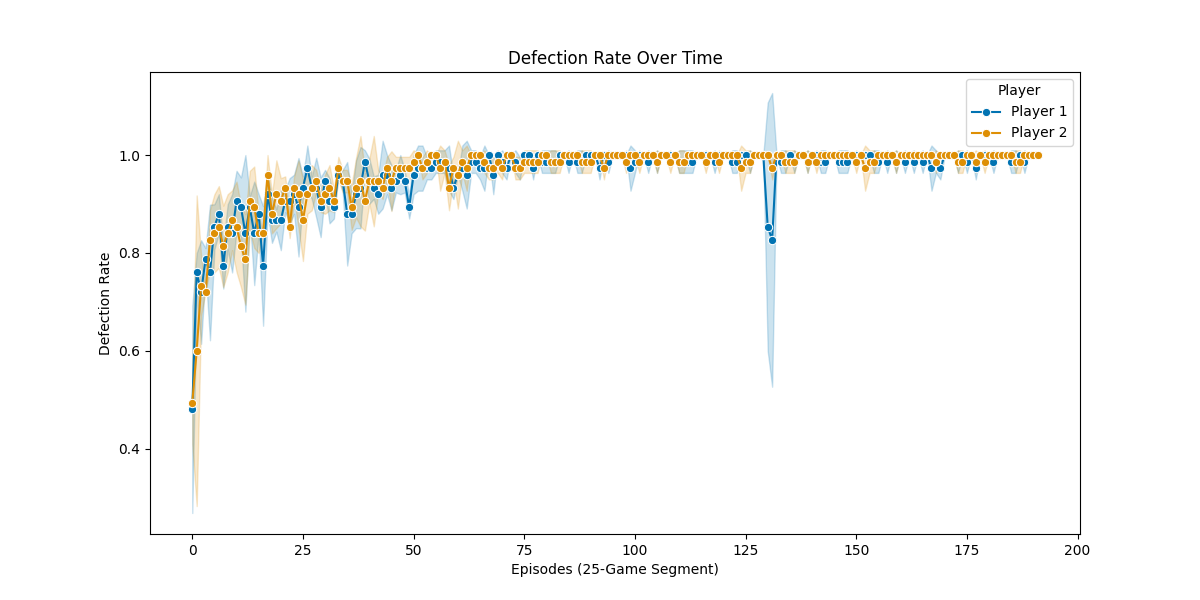 Defection Rate Over Time
Player
Player 1
Player 2
Defection Rate
1.0
0.8
0.6
0.4
0
25
50
75
100
125
150
175
200
Episodes (25-Game Segment)